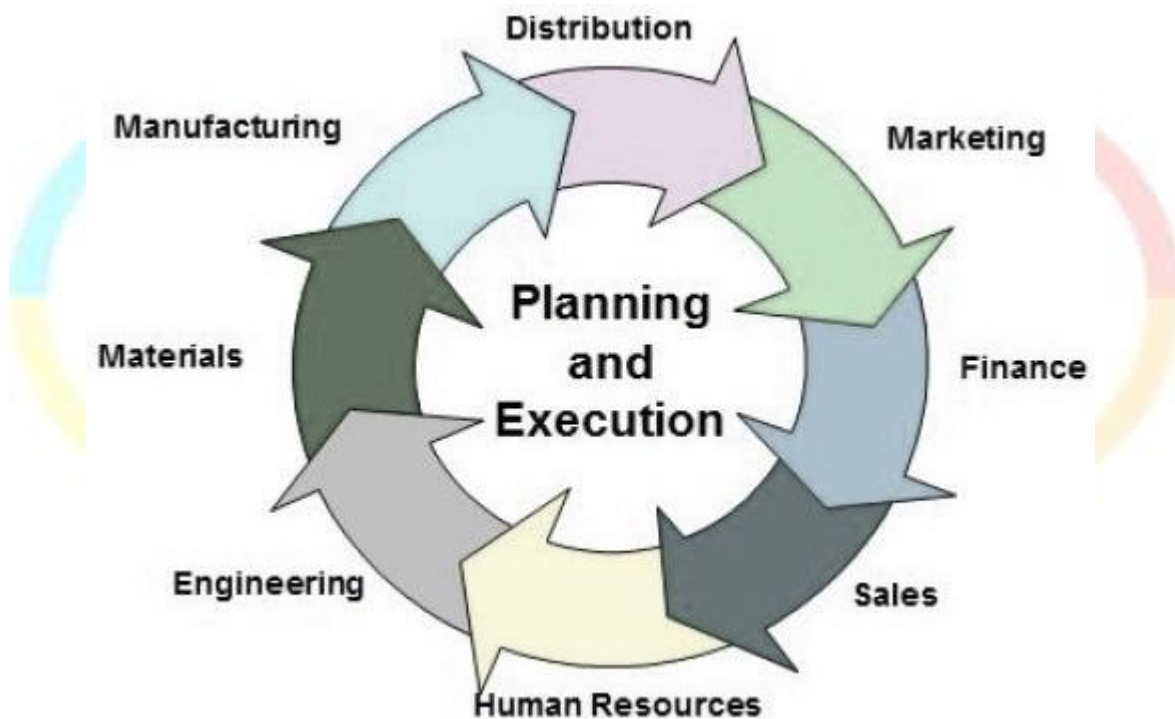 Distribution
Manufacturing
Marketing
Planning
and
Execution
Materials
Finance
Engineering
Sales
Human Resources